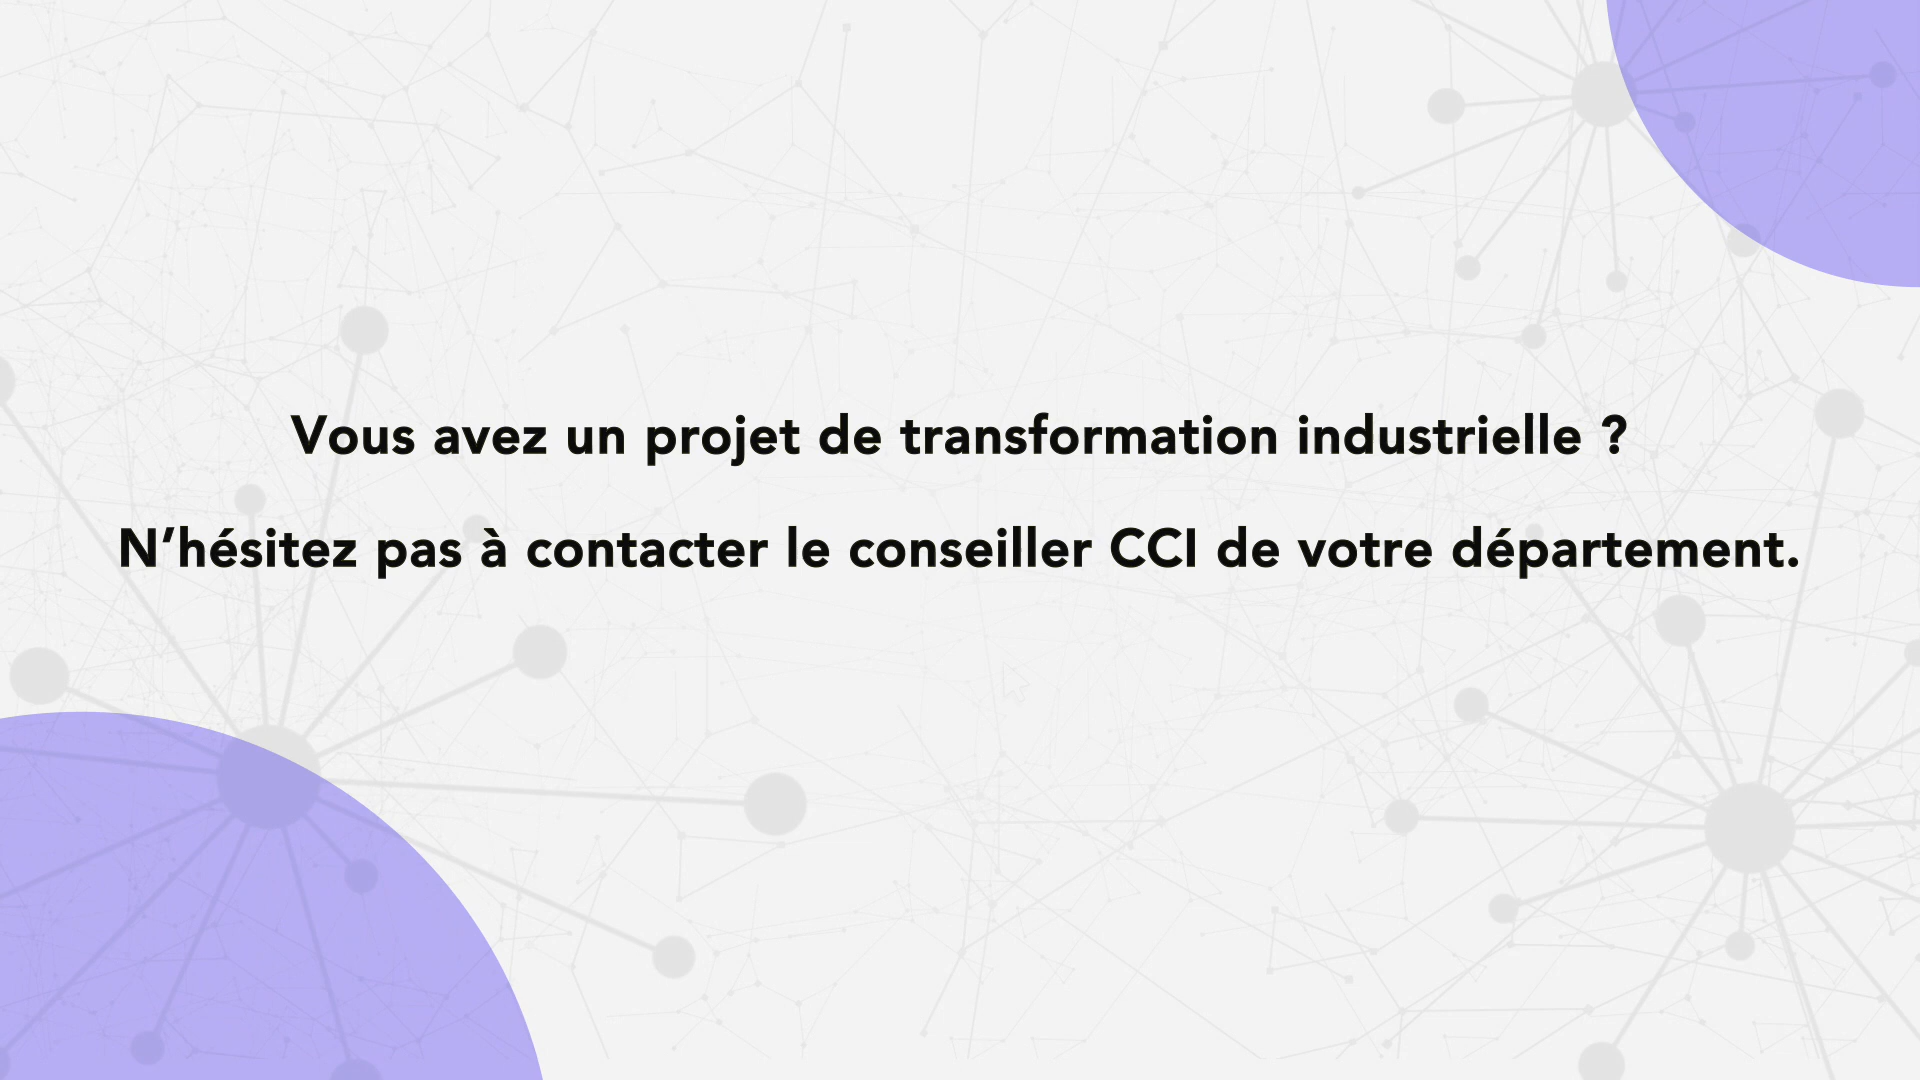 Vous avez un projet de transformation industrielle ?
N’hésitez pas à contacter le conseiller CCI de votre département.